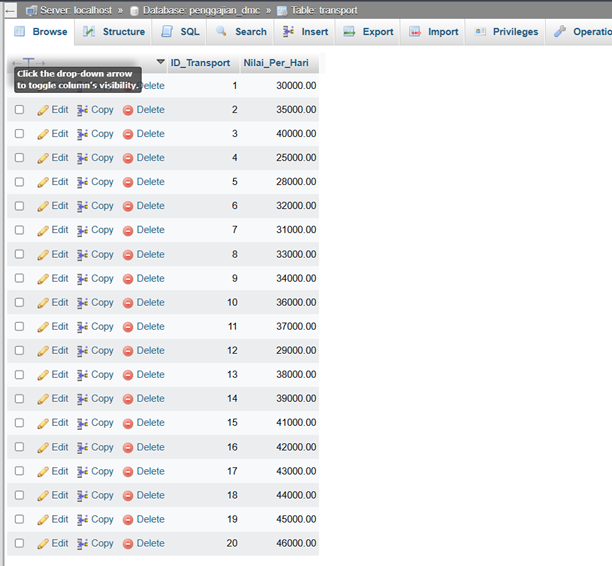 Server: localhost » Database: penggajian_dmc » Table: transport
Browse Structure SQL Search Insert Export Import Privileges Operatio
ID_Transport Nilai_Per_Hari
Click the drop-down arrow
to toggle column's visibility.
Delete 1 30000.00
Edit Copy Delete 2 35000.00
Edit Copy Delete 3 40000.00
Edit Copy Delete 4 25000.00
Edit Copy Delete 5 28000.00
Edit Copy Delete 6 32000.00
Edit Copy Delete 7 31000.00
Edit Copy Delete 8 33000.00
Edit Copy Delete 9 34000.00
Edit Copy Delete 10 36000.00
Edit Copy Delete 11 37000.00
Edit Copy Delete 12 29000.00
Edit Copy Delete 13 38000.00
Edit Copy Delete 14 39000.00
Edit Copy Delete 15 41000.00
Edit Copy Delete 16 42000.00
Edit Copy Delete 17 43000.00
Edit Copy Delete 18 44000.00
Edit Copy Delete 19 45000.00
Edit Copy Delete 20 46000.00